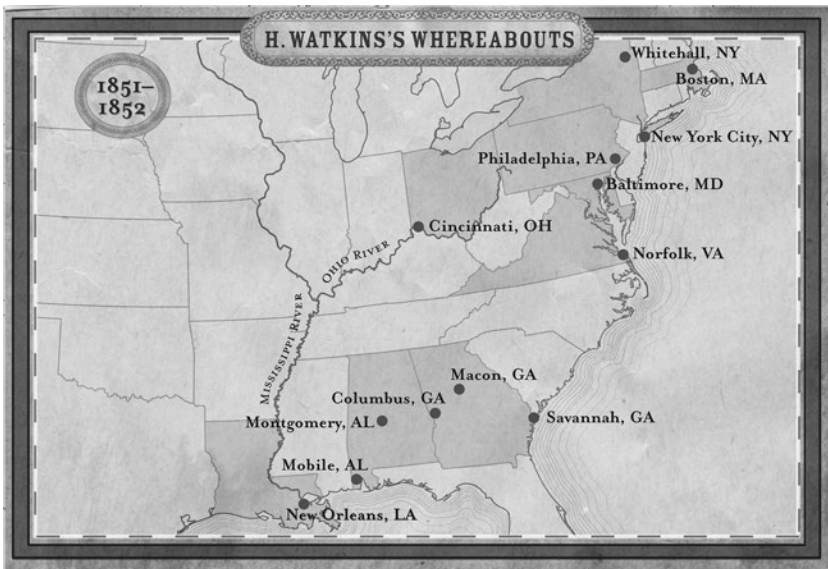 H. WATKINS'S WHEREABOUTS
1851–
1852
Whitehall, NY
Boston, MA
New York City, NY
Philadelphia, PA
Baltimore, MD
Cincinnati, OH
Norfolk, VA
OHIO RIVER
MISSISSIPPI RIVER
Macon, GA
Columbus, GA
Montgomery, AL
Savannah, GA
Mobile, AL
New Orleans, LA